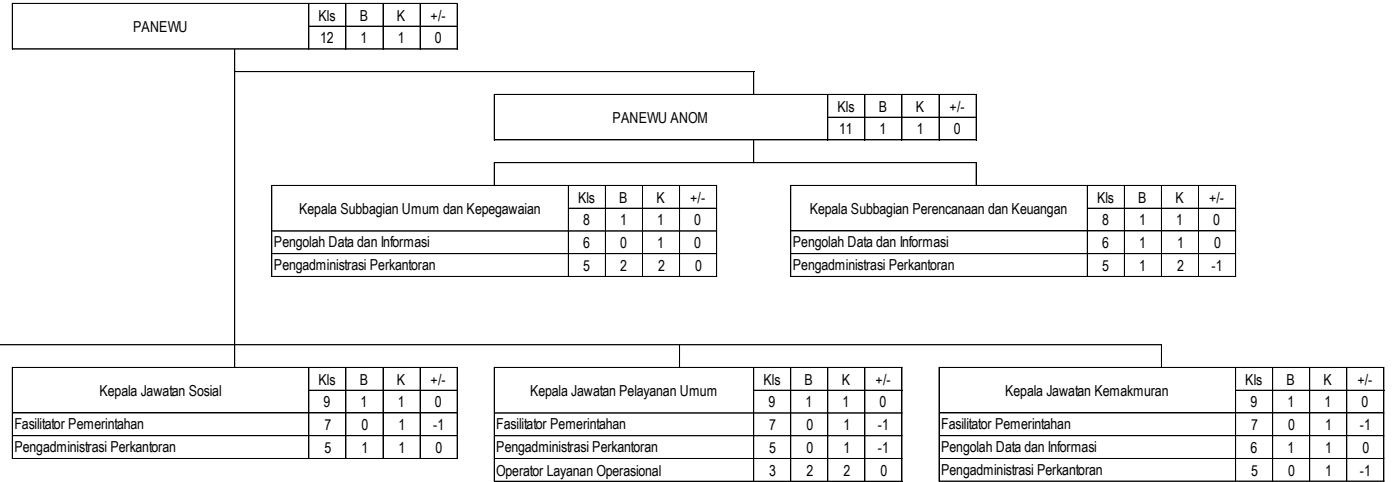 PANEWU Kls B K +/-
12 1 1 0
PANEWU ANOM Kls B K +/-
11 1 1 0
Kepala Subbagian Umum dan Kepegawaian Kls B K +/-
8 1 1 0
Pengolah Data dan Informasi 6 0 1 0
Pengadministrasi Perkantoran 5 2 2 0
Kepala Subbagian Perencanaan dan Keuangan Kls B K +/-
8 1 1 0
Pengolah Data dan Informasi 6 1 1 0
Pengadministrasi Perkantoran 5 1 2 -1
Kepala Jawatan Sosial Kls B K +/-
9 1 1 0
Fasilitator Pemerintahan 7 0 1 -1
Pengadministrasi Perkantoran 5 1 1 0
Kepala Jawatan Pelayanan Umum Kls B K +/-
9 1 1 0
Fasilitator Pemerintahan 7 0 1 -1
Pengadministrasi Perkantoran 5 0 1 -1
Operator Layanan Operasional 3 2 2 0
Kepala Jawatan Kemakmuran Kls B K +/-
9 1 1 0
Fasilitator Pemerintahan 7 0 1 -1
Pengolah Data dan Informasi 6 1 1 0
Pengadministrasi Perkantoran 5 0 1 -1